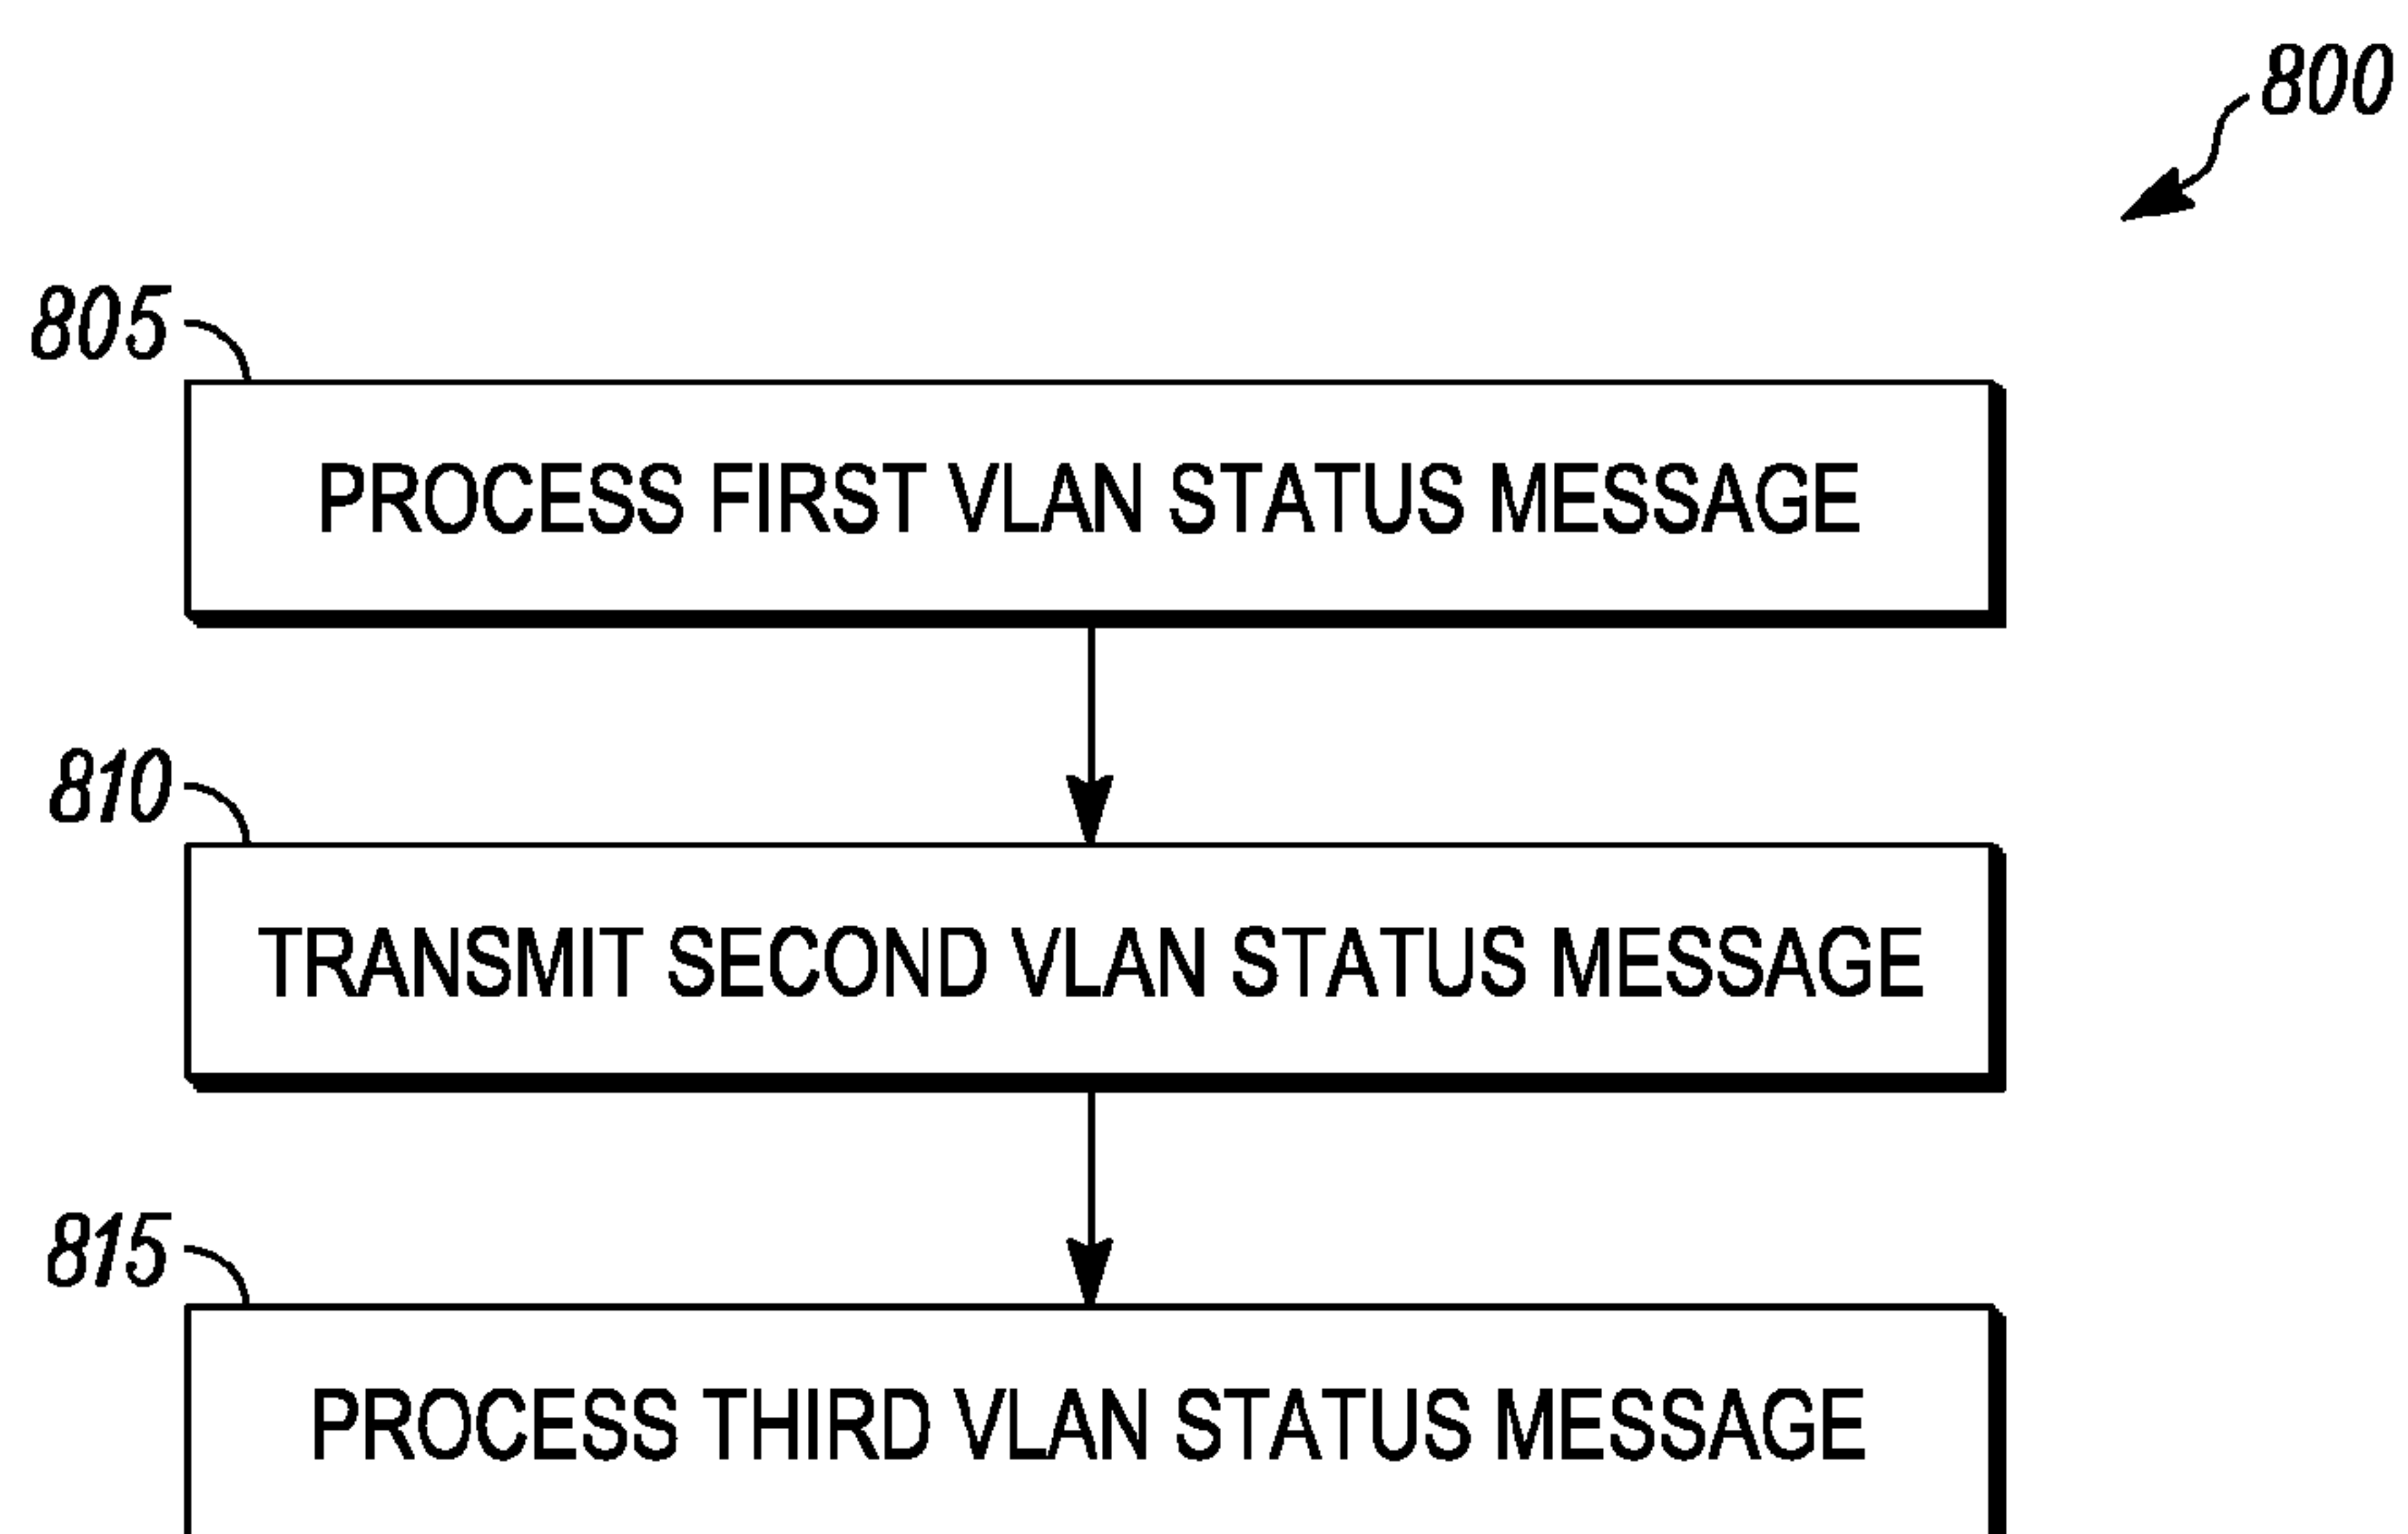 800
805
PROCESS FIRST VLAN STATUS MESSAGE
810
TRANSMIT SECOND VLAN STATUS MESSAGE
815
PROCESS THIRD VLAN STATUS MESSAGE